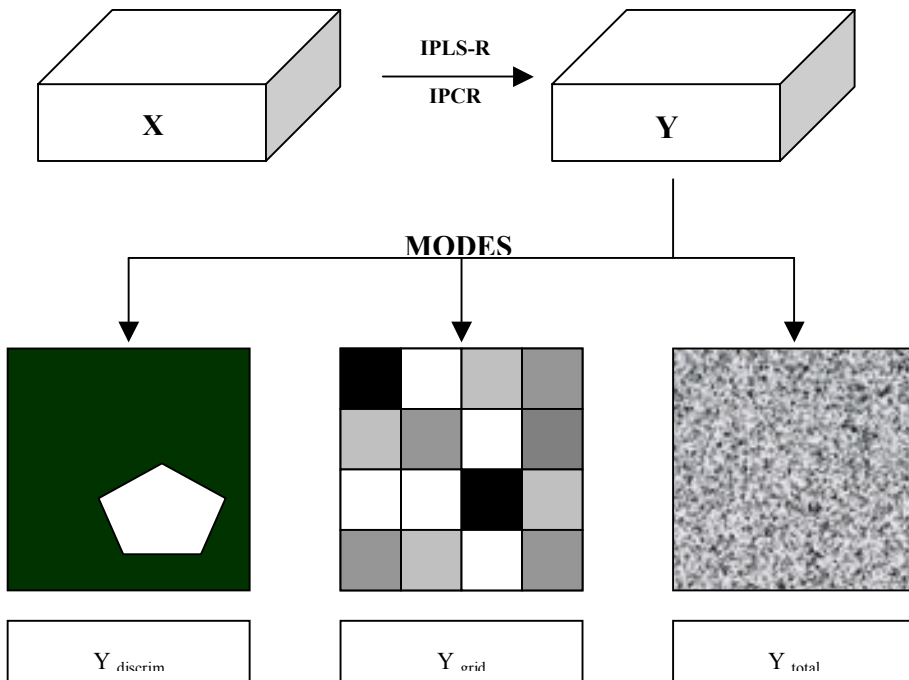 IPLS-R
IPCR
X
Y
MODES
Y discrim
Y grid
Y total